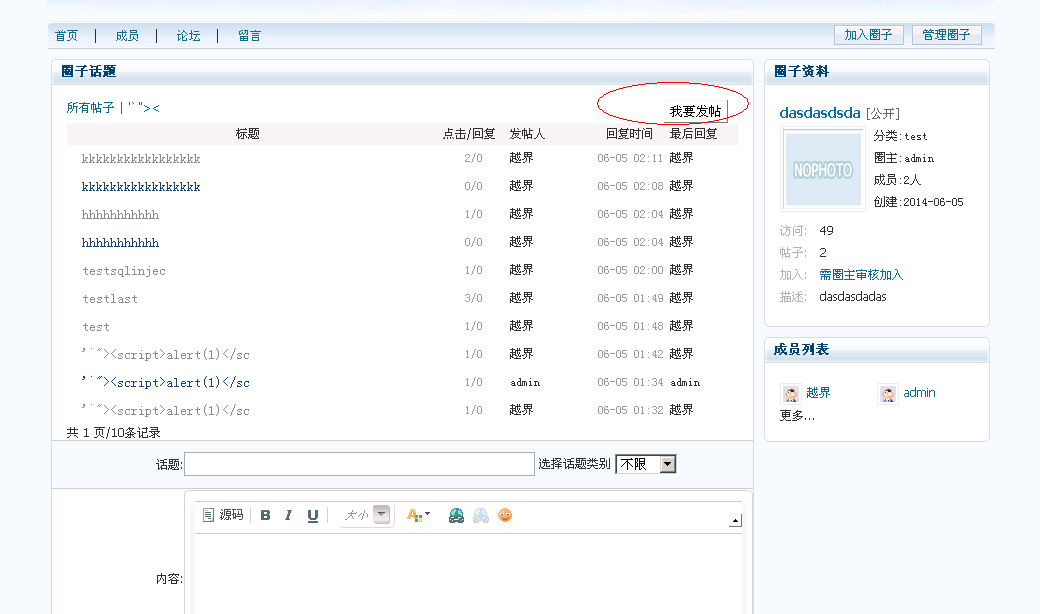 首页 | 成员 | 论坛 | 留言 加入圈子 管理圈子
圈子话题
所有帖子 | '`"><
我要发帖
标题 点击/回复 发帖人 回复时间 最后回复
kkkkkkkkkkkkkkkkk 2/0 越界 06-05 02:11 越界
kkkkkkkkkkkkkkkkk 0/0 越界 06-05 02:08 越界
hhhhhhhhhhh 1/0 越界 06-05 02:04 越界
hhhhhhhhhhh 0/0 越界 06-05 02:04 越界
testsqlinjec 1/0 越界 06-05 02:00 越界
testlast 3/0 越界 06-05 01:49 越界
test 1/0 越界 06-05 01:48 越界
'`"><script>alert(1)</sc 1/0 越界 06-05 01:42 越界
'`"><script>alert(1)</sc 1/0 admin 06-05 01:34 admin
'`"><script>alert(1)</sc 1/0 越界 06-05 01:32 越界
共 1 页/10条记录
话题: 选择话题类别 不限
源码 B I U 大小 A
内容:
圈子资料
dasdasdsda [公开]
NOPHOTO
分类:test
圈主:admin
成员:2人
创建:2014-06-05
访问: 49
帖子: 2
加入: 需圈主审核加入
描述: dasdasdadas
成员列表
越界 admin
更多...